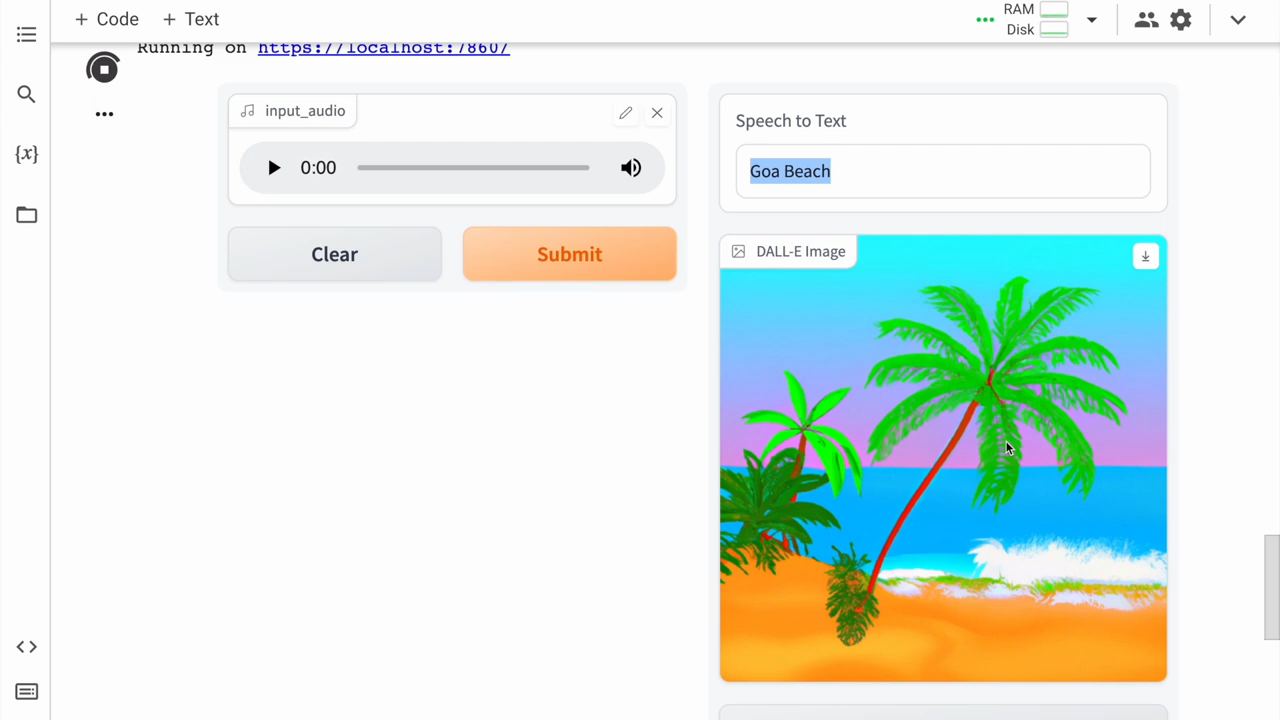 + Code + Text
RAM
Disk
Running on https://localhost:7860/
input_audio
0:00
Clear
Submit
Speech to Text
Goa Beach
DALL-E Image
{x}